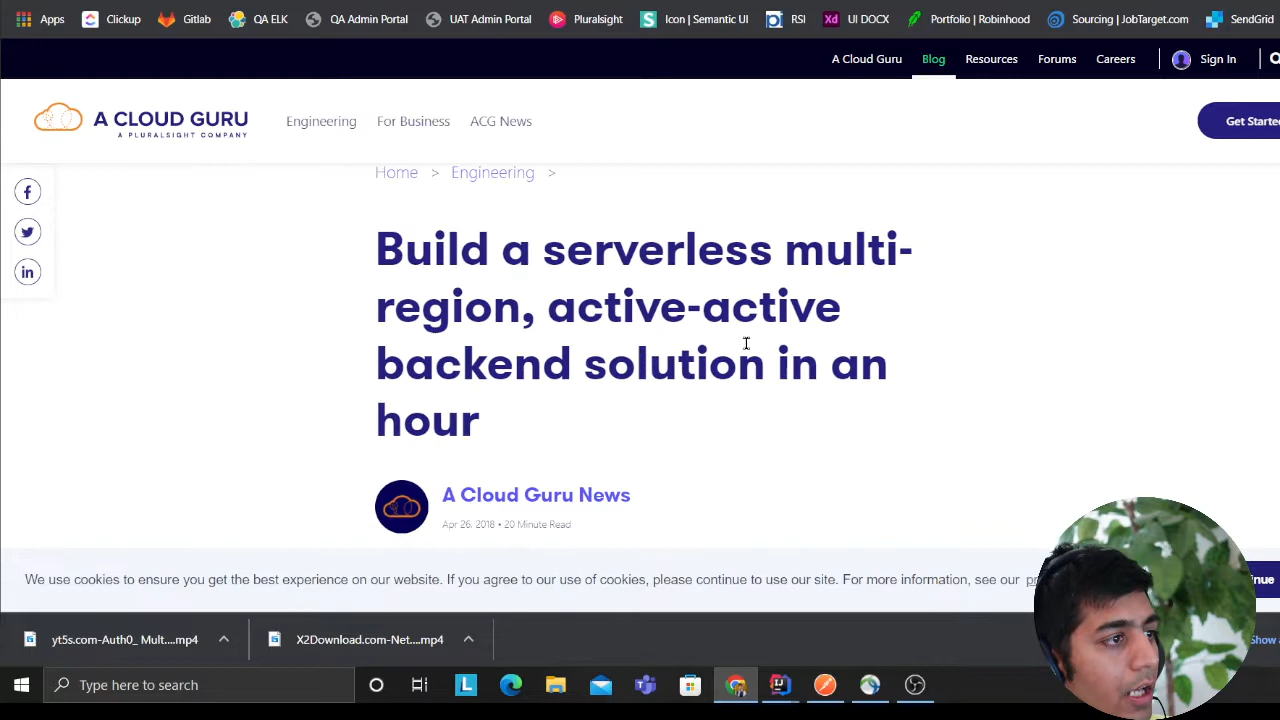 Apps Clickup Gitlab QA ELK QA Admin Portal UAT Admin Portal Pluralsight Icon | Semantic UI RSI Xd UI DOCX Portfolio | Robinhood Sourcing | JobTarget.com SendGrid
A Cloud Guru Blog Resources Forums Careers Sign In
A CLOUD GURU
A PLURALSIGHT COMPANY
Engineering For Business ACG News
Get Starte
Home > Engineering >
Build a serverless multi-
region, active-active
backend solution in an
hour
A Cloud Guru News
Apr 26, 2018 • 20 Minute Read
We use cookies to ensure you get the best experience on our website. If you agree to our use of cookies, please continue to use our site. For more information, see our
yt5s.com-Auth0_ Mult....mp4 X2Download.com-Net....mp4 Show
Type here to search